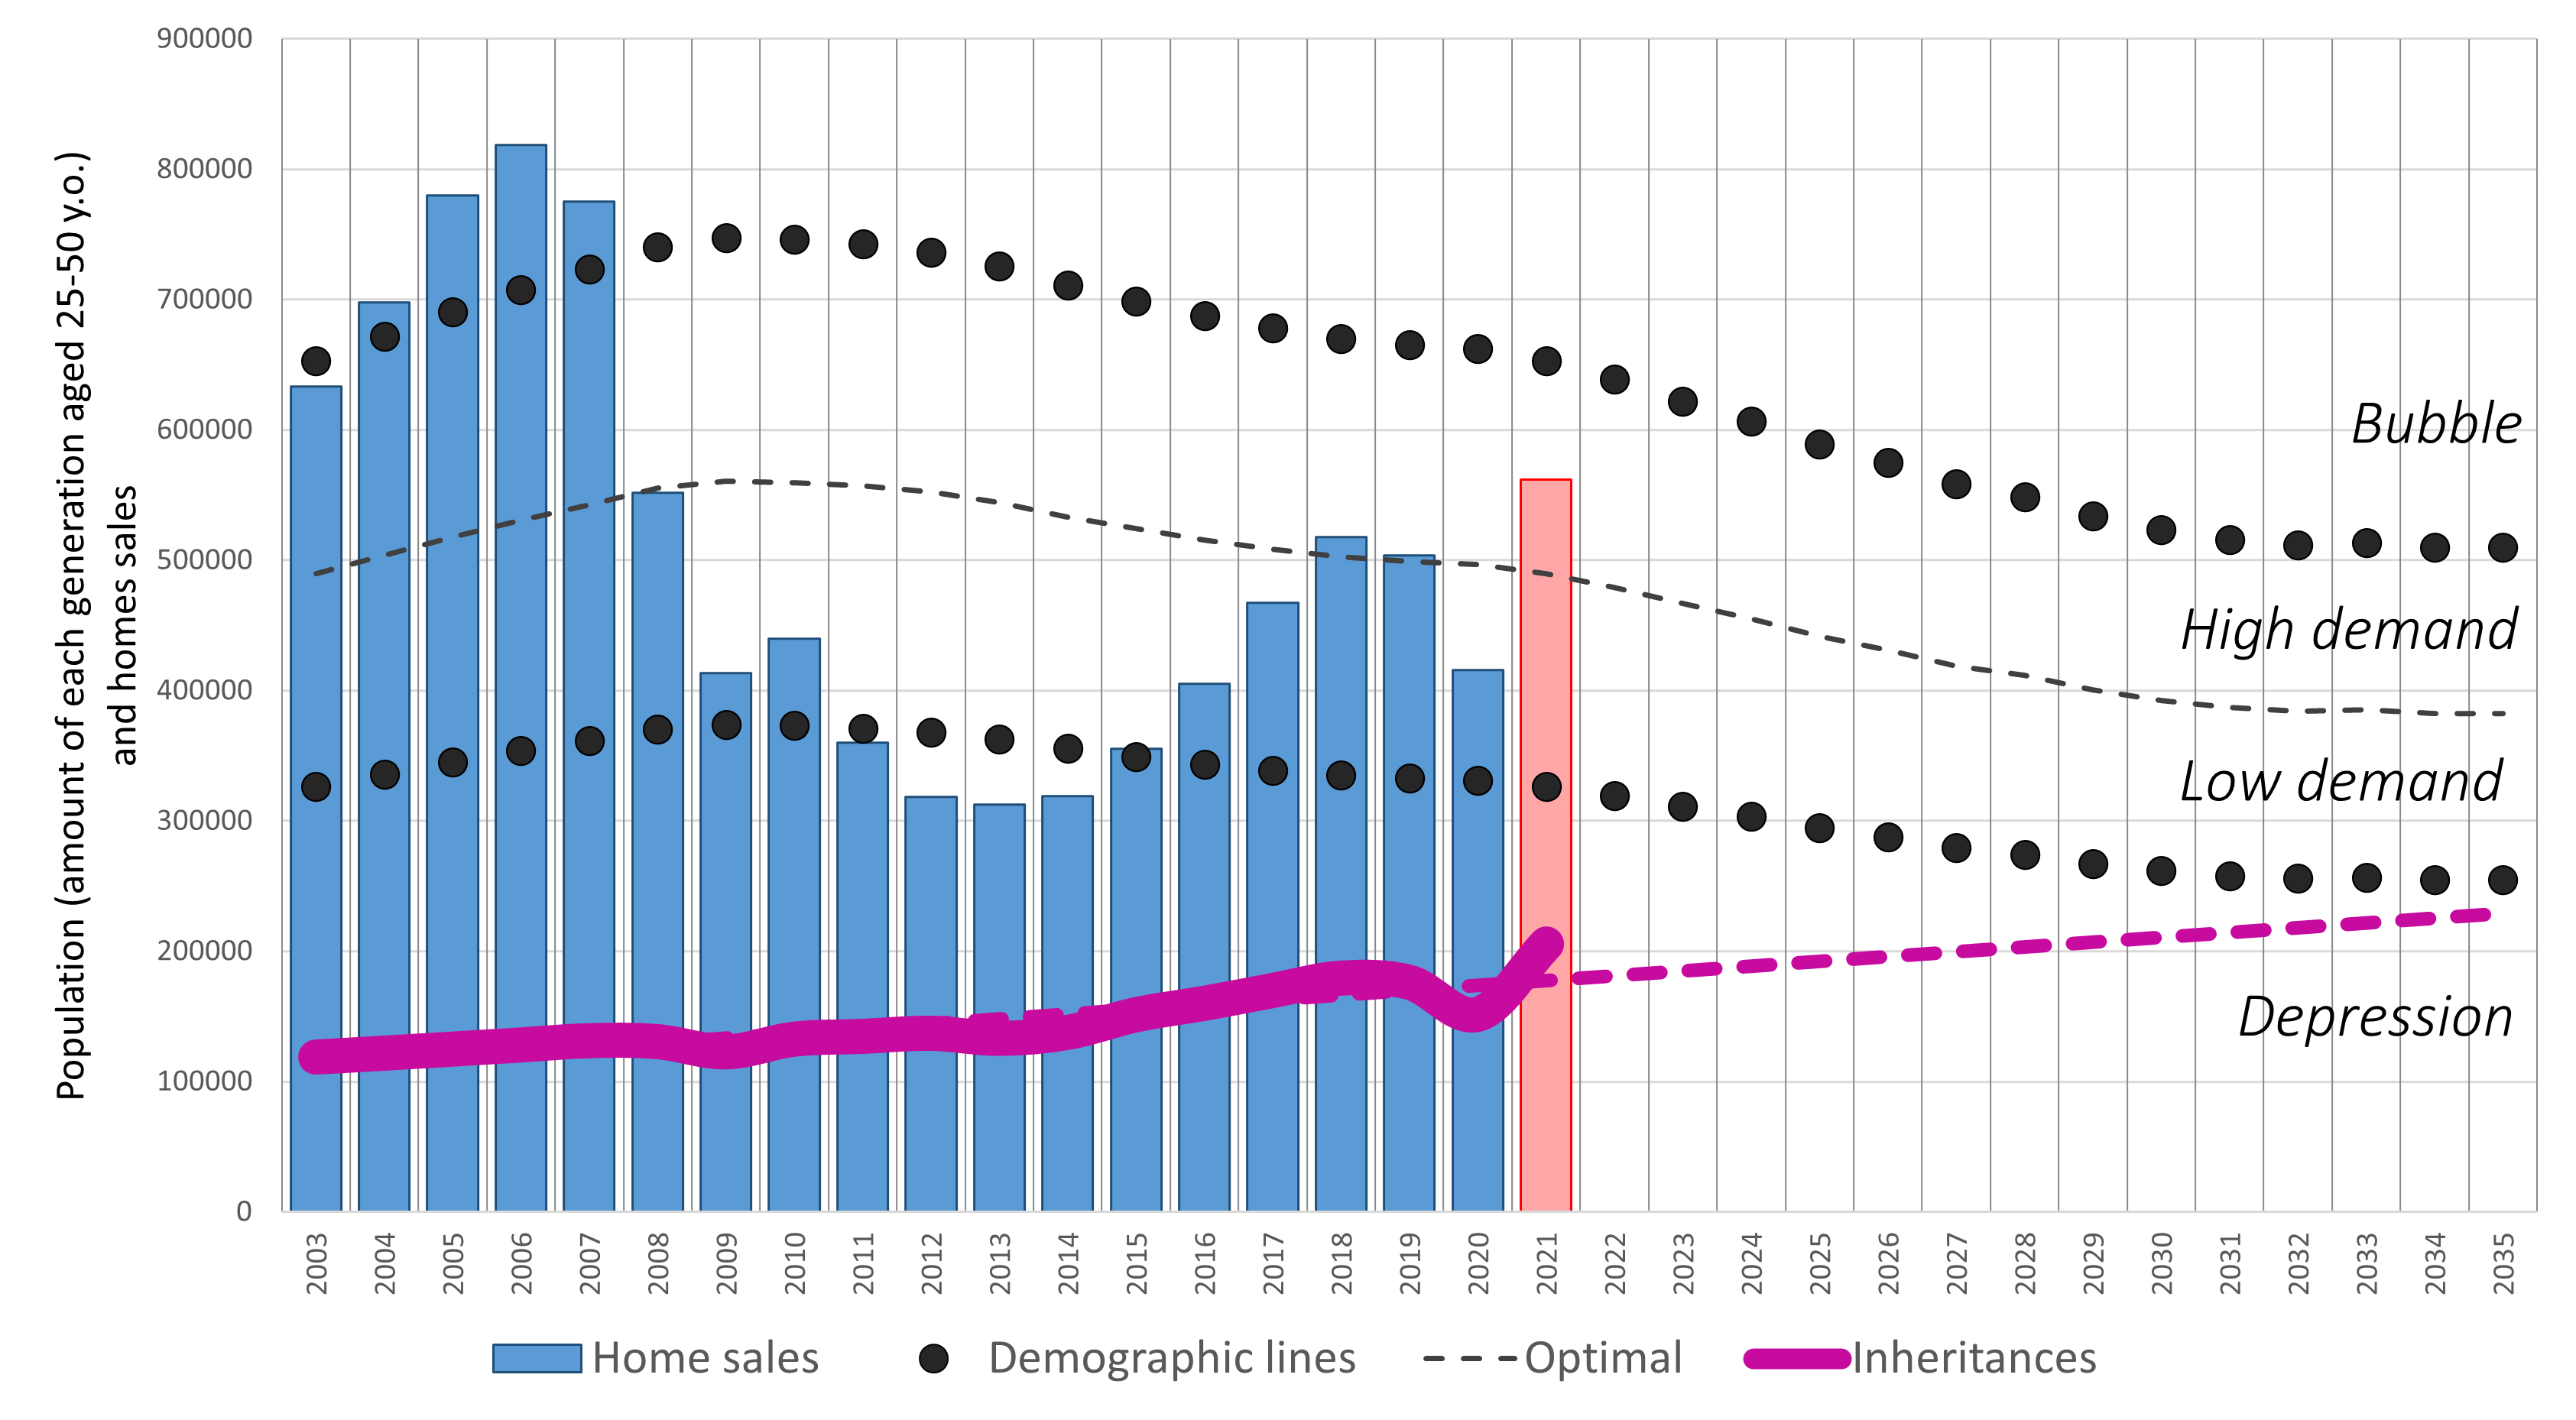 Population (amount of each generation aged 25-50 y.o.)
and homes sales
900000
800000
700000
600000
500000
400000
300000
200000
100000
0
Bubble
High demand
Low demand
Depression
2003 2004 2005 2006 2007 2008 2009 2010 2011 2012 2013 2014 2015 2016 2017 2018 2019 2020 2021 2022 2023 2024 2025 2026 2027 2028 2029 2030 2031 2032 2033 2034 2035
Home sales Demographic lines Optimal Inheritances